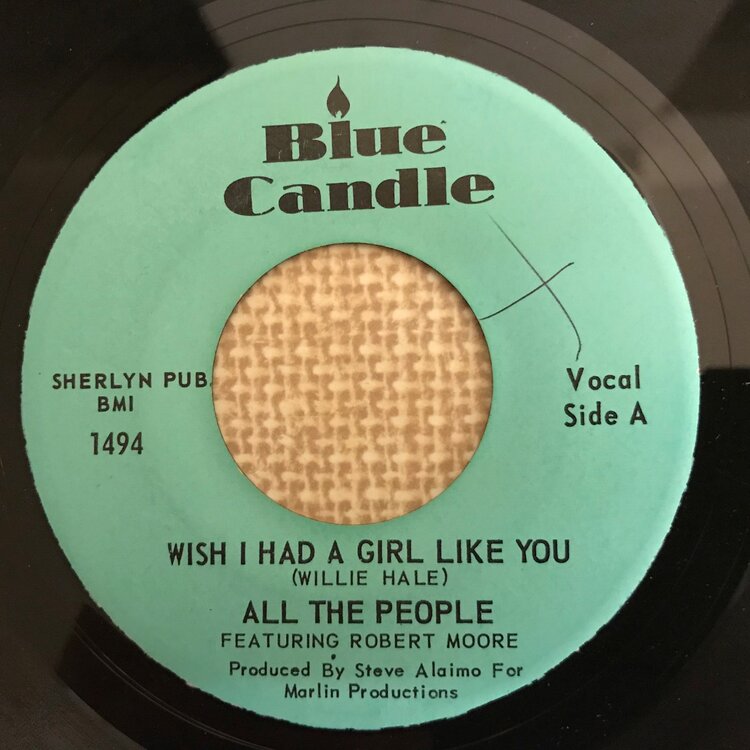 Blue
Candle
SHERLYN PUB.
BMI
1494
Vocal
Side A
WISH I HAD A GIRL LIKE YOU
(WILLIE HALE)
ALL THE PEOPLE
FEATURING ROBERT MOORE
Produced By Steve Alaimo For
Marlin Productions